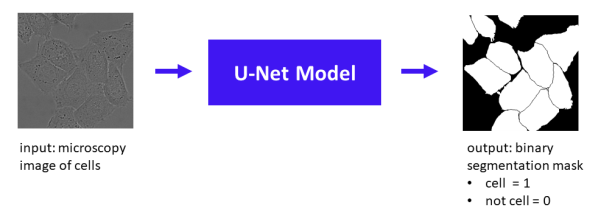 U-Net Model
input: microscopy
image of cells
output: binary
segmentation mask
• cell = 1
• not cell = 0